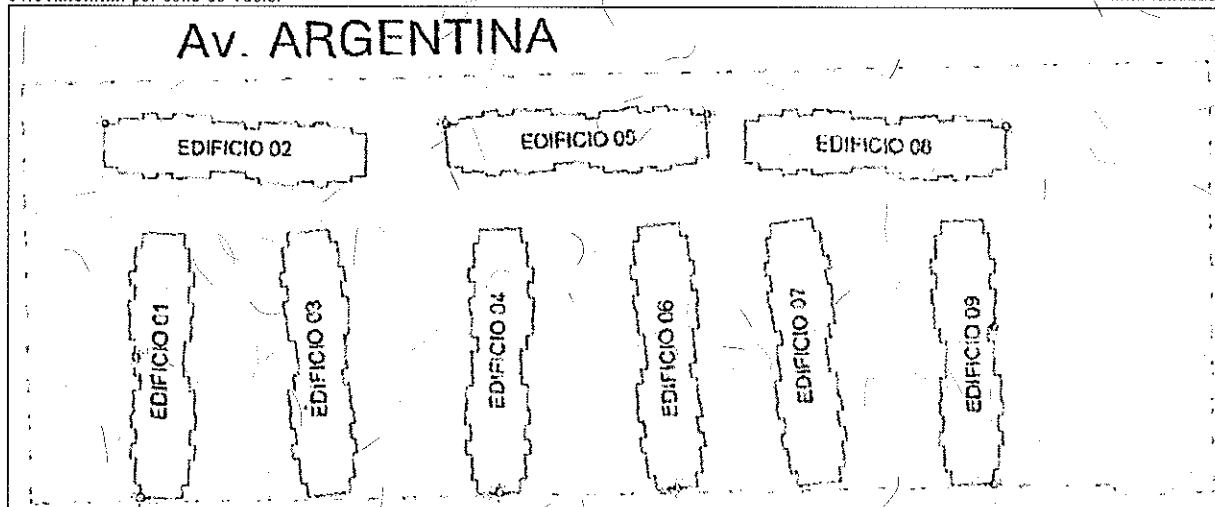 Av. ARGENTINA
EDIFICIO 02
EDIFICIO 05
EDIFICIO 08
EDIFICIO 01
EDIFICIO 03
EDIFICIO 04
EDIFICIO 06
EDIFICIO 07
EDIFICIO 09